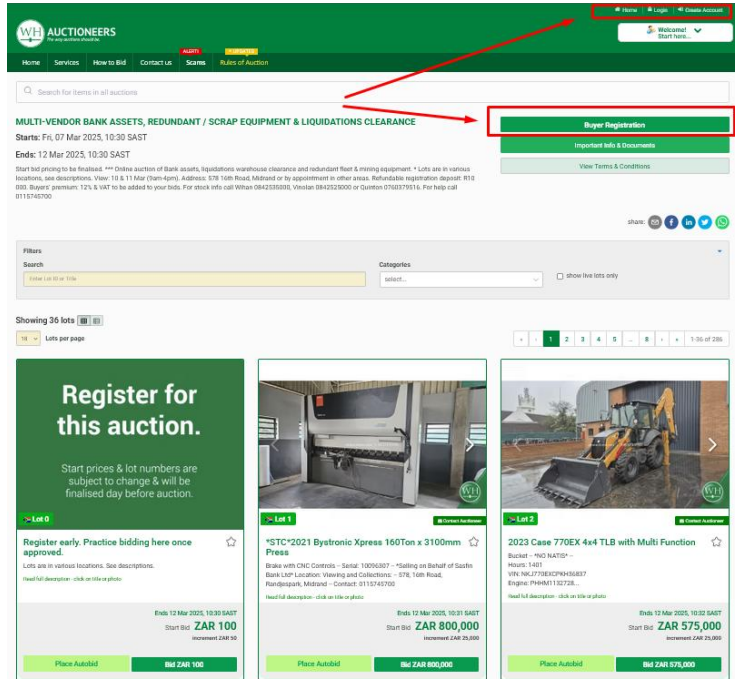 Home Login Create Account
WH AUCTIONEERS
The way auctions should be.
Welcome!
Start here...
ALERT!
UPDATED
Home Services How to Bid Contact us Scams Rules of Auction
Search for items in all auctions
MULTI-VENDOR BANK ASSETS, REDUNDANT / SCRAP EQUIPMENT & LIQUIDATIONS CLEARANCE
Starts: Fri, 07 Mar 2025, 10:30 SAST
Ends: 12 Mar 2025, 10:30 SAST
Start bid pricing to be finalised. *** Online auction of Bank assets, liquidations warehouse clearance and redundant fleet & mining equipment. * Lots are in various
locations, see descriptions. View: 10 & 11 Mar (9am-4pm). Address: 578 16th Road, Midrand or by appointment in other areas. Refundable registration deposit: R10
000. Buyers' premium: 12% & VAT to be added to your bids. For stock info call Wihan 0842535000, Vinolan 0842525000 or Quinton 0760379516. For help call
0115745700
Buyer Registration
Important Info & Documents
View Terms & Conditions
share:
Filters
Search
Enter Lot ID or Title
Categories
select...
show live lots only
Showing 36 lots
Lots per page
1 2 3 4 5 ... 8 1-36 of 286
Register for
this auction.
Start prices & lot numbers are
subject to change & will be
finalised day before auction.
Lot 0
Register early. Practice bidding here once
approved.
Lots are in various locations. See descriptions.
Read full description - click on title or photo
Ends 12 Mar 2025, 10:30 SAST
Start Bid ZAR 100
increment ZAR 50
Place Autobid
Bid ZAR 100
WH
Lot 1
Contact Auctioneer
*STC*2021 Bystronic Xpress 160Ton x 3100mm
Press
Brake with CNC Controls - Serial: 10096307 - *Selling on Behalf of Sasfin
Bank Ltd* Location: Viewing and Collections: - 578, 16th Road,
Randjespark, Midrand - Contact: 0115745700
Read full description - click on title or photo
Ends 12 Mar 2025, 10:31 SAST
Start Bid ZAR 800,000
increment ZAR 25,000
Place Autobid
Bid ZAR 800,000
WH
Lot 2
Contact Auctioneer
2023 Case 770EX 4x4 TLB with Multi Function
Bucket - *NO NATIS* -
Hours: 1401
VIN: NKJ770EXCPKH56837
Engine: PHHM1132728...
Read full description - click on title or photo
Ends 12 Mar 2025, 10:32 SAST
Start Bid ZAR 575,000
increment ZAR 25,000
Place Autobid
Bid ZAR 575,000